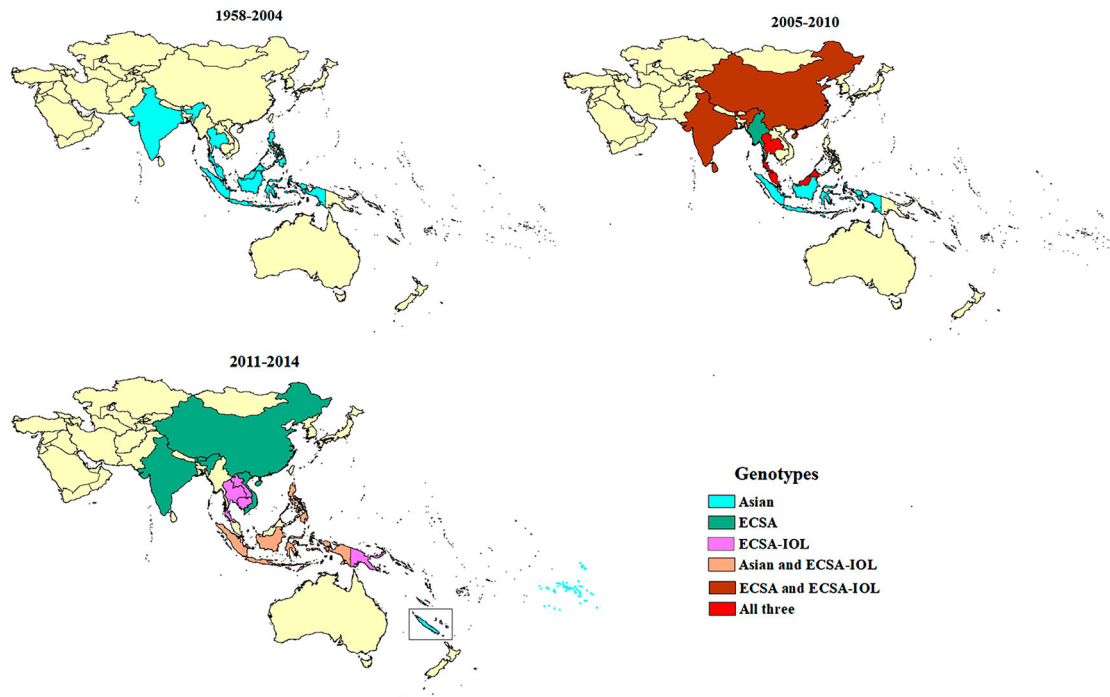 1958-2004
2005-2010
2011-2014
Genotypes
Asian
ECSA
ECSA-IOL
Asian and ECSA-IOL
ECSA and ECSA-IOL
All three